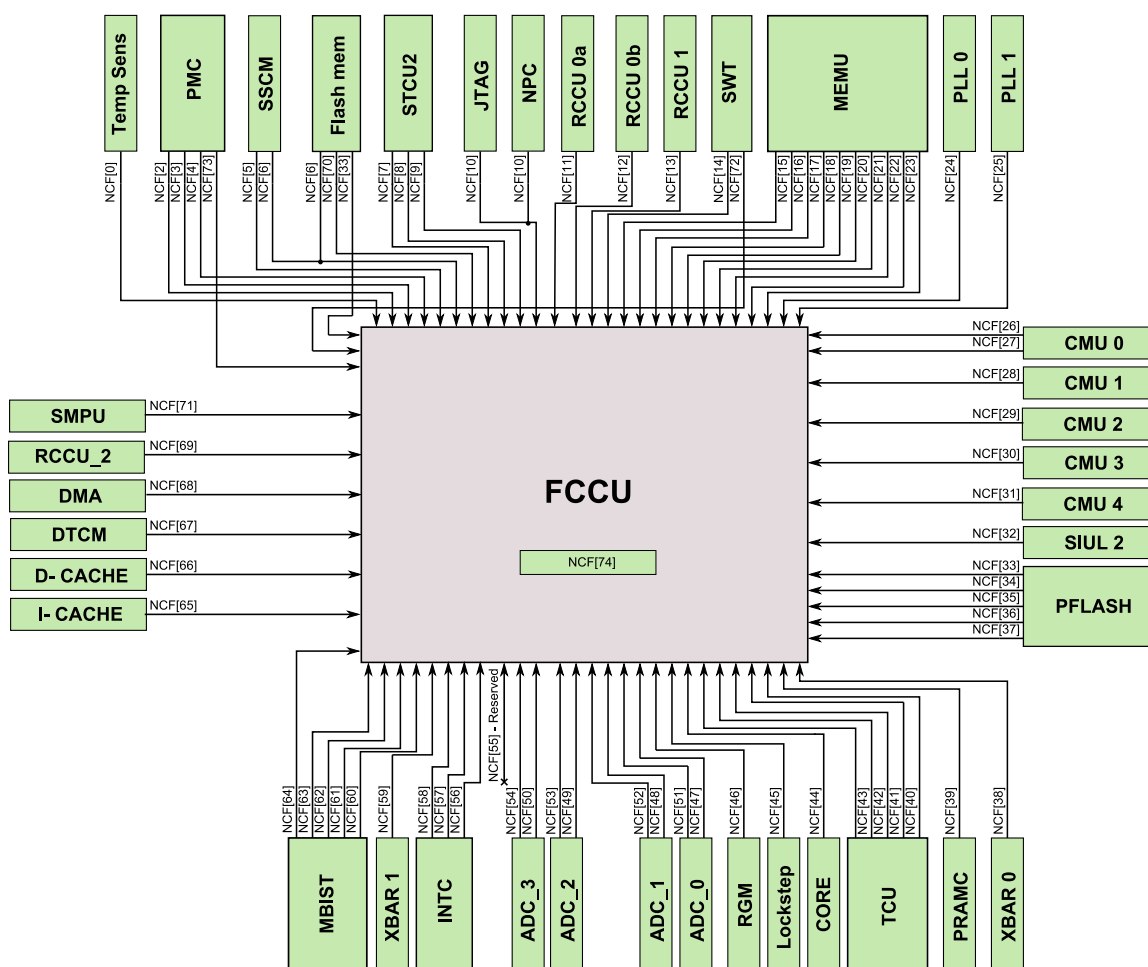 Temp Sens
PMC
SSCM
Flash mem
STCU2
JTAG
NPC
RCCU 0a
RCCU 0b
RCCU 1
SWT
MEMU
PLL 0
PLL 1
NCF[0]
NCF[2]
NCF[3]
NCF[4]
NCF[73]
NCF[5]
NCF[6]
NCF[6]
NCF[70]
NCF[33]
NCF[7]
NCF[8]
NCF[9]
NCF[10]
NCF[10]
NCF[11]
NCF[12]
NCF[13]
NCF[14]
NCF[72]
NCF[15]
NCF[16]
NCF[17]
NCF[18]
NCF[19]
NCF[20]
NCF[21]
NCF[22]
NCF[23]
NCF[24]
NCF[25]
SMPU
NCF[71]
RCCU_2
NCF[69]
DMA
NCF[68]
DTCM
NCF[67]
D- CACHE
NCF[66]
I- CACHE
NCF[65]
FCCU
NCF[74]
NCF[26]
NCF[27]
CMU 0
NCF[28]
CMU 1
NCF[29]
CMU 2
NCF[30]
CMU 3
NCF[31]
CMU 4
NCF[32]
SIUL 2
NCF[33]
NCF[34]
NCF[35]
NCF[36]
NCF[37]
PFLASH
NCF[64]
NCF[63]
NCF[62]
NCF[61]
NCF[60]
NCF[59]
NCF[58]
NCF[57]
NCF[56]
NCF[55] - Reserved
NCF[54]
NCF[50]
NCF[53]
NCF[49]
NCF[52]
NCF[48]
NCF[51]
NCF[47]
NCF[46]
NCF[45]
NCF[44]
NCF[43]
NCF[42]
NCF[41]
NCF[40]
NCF[39]
NCF[38]
MBIST
XBAR 1
INTC
ADC_3
ADC_2
ADC_1
ADC_0
RGM
Lockstep
CORE
TCU
PRAMC
XBAR 0